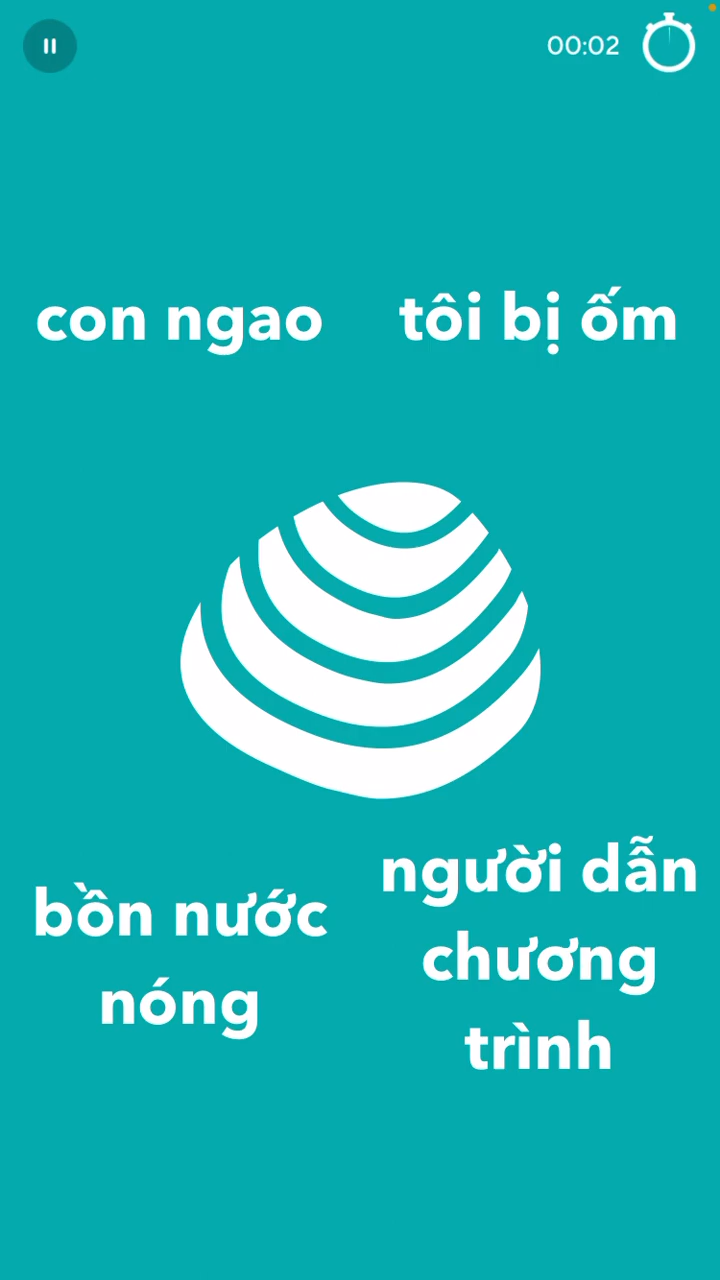 00:02
con ngao
tôi bị ốm
bồn nước
nóng
người dẫn
chương
trình